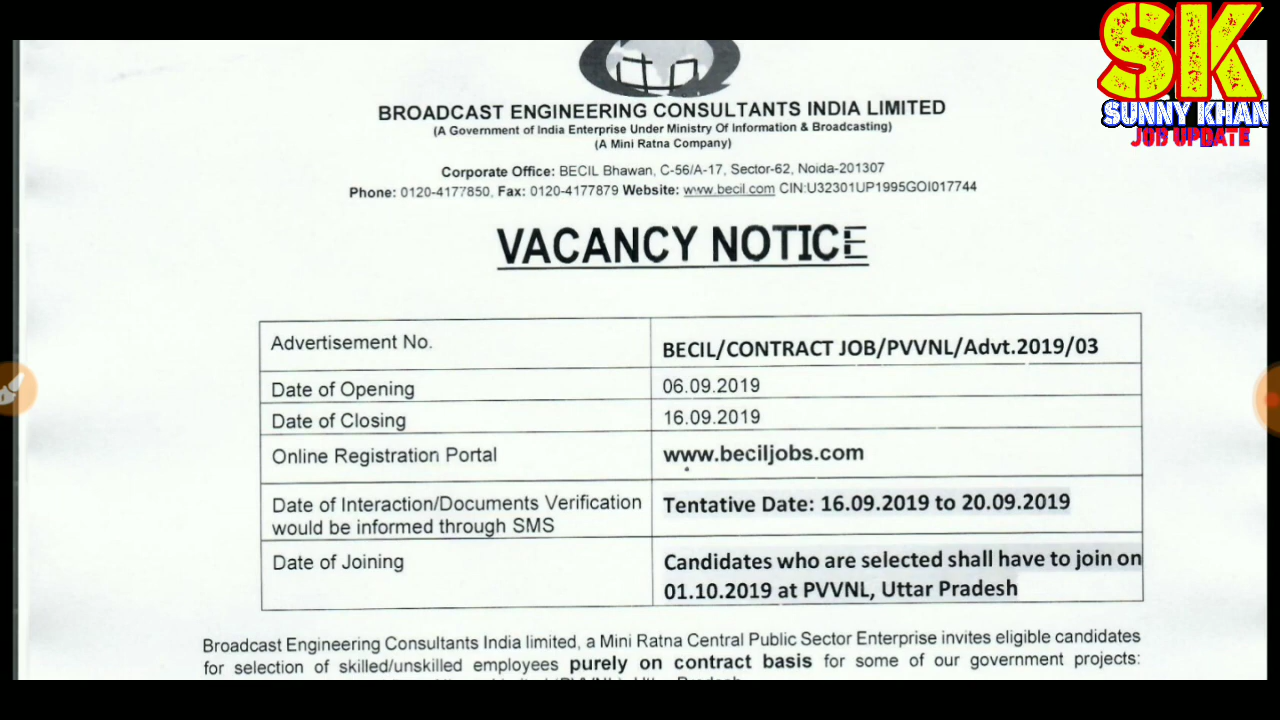 SK
SUNNY KHAN
JOB UPDATE
BROADCAST ENGINEERING CONSULTANTS INDIA LIMITED
(A Government of India Enterprise Under Ministry Of Information & Broadcasting)
(A Mini Ratna Company)
Corporate Office: BECIL Bhawan, C-56/A-17, Sector-62, Noida-201307
Phone: 0120-4177850, Fax: 0120-4177879 Website: www.becil.com CIN:U32301UP1995GOI017744
VACANCY NOTICE
Advertisement No.
BECIL/CONTRACT JOB/PVVNL/Advt.2019/03
Date of Opening
06.09.2019
Date of Closing
16.09.2019
Online Registration Portal
www.beciljobs.com
Date of Interaction/Documents Verification
would be informed through SMS
Tentative Date: 16.09.2019 to 20.09.2019
Date of Joining
Candidates who are selected shall have to join on
01.10.2019 at PVVNL, Uttar Pradesh
Broadcast Engineering Consultants India limited, a Mini Ratna Central Public Sector Enterprise invites eligible candidates
for selection of skilled/unskilled employees purely on contract basis for some of our government projects: